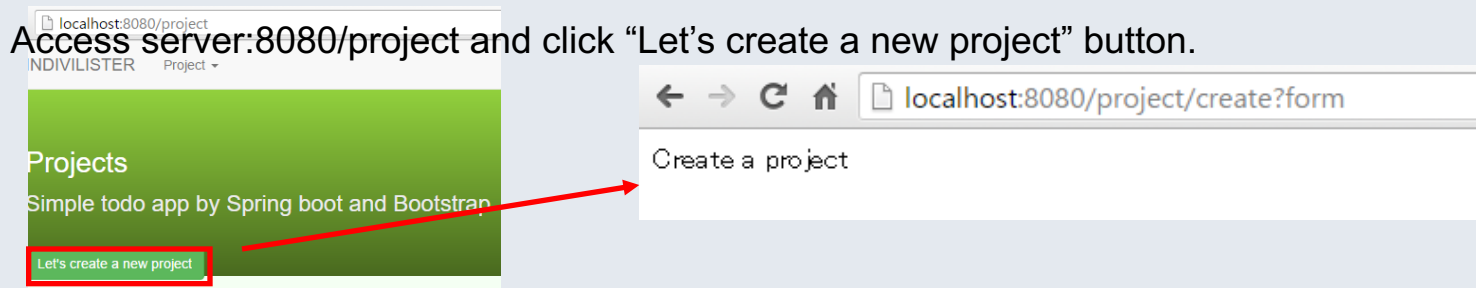 localhost:8080/project
Access server:8080/project and click “Let’s create a new project” button.
INDIVILISTER Project
localhost:8080/project/create?form
Create a project
Projects
Simple todo app by Spring boot and Bootstrap
Let's create a new project